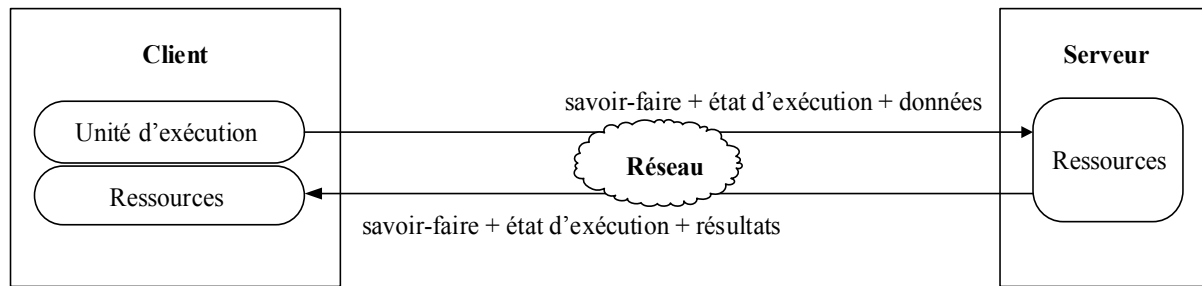 Client
Serveur
savoir-faire + état d’exécution + données
Unité d’exécution
Réseau
Ressources
Ressources
savoir-faire + état d’exécution + résultats